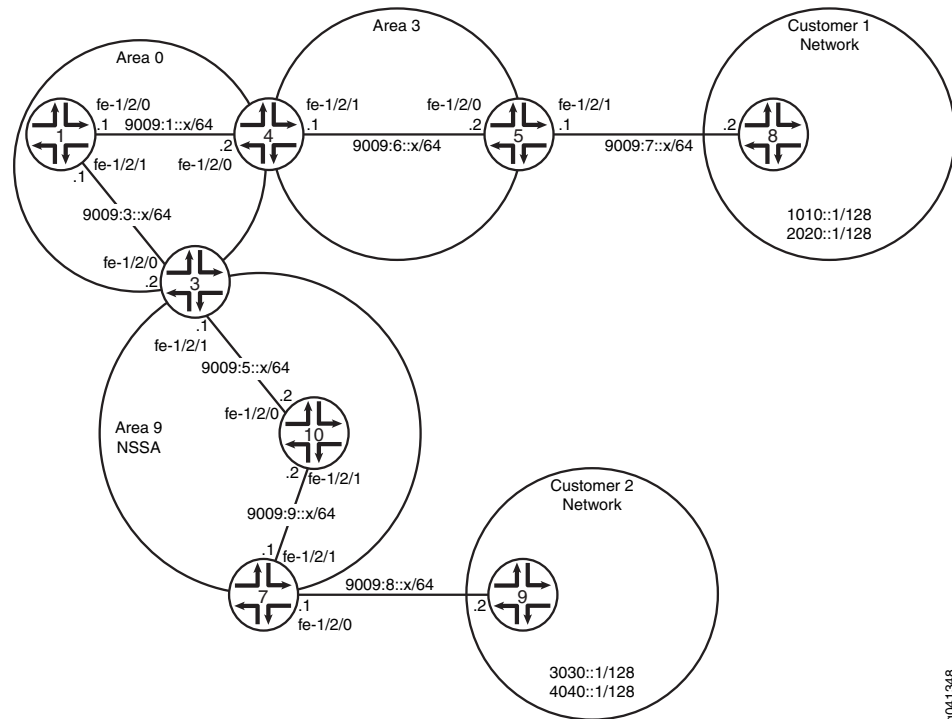 Area 0
Area 3
Customer 1
Network
fe-1/2/0
fe-1/2/1
fe-1/2/0
fe-1/2/1
1
.1
9009:1::x/64
.2
4
.1
9009:6::x/64
.2
5
.1
9009:7::x/64
.2
8
fe-1/2/1
fe-1/2/0
.1
9009:3::x/64
1010::1/128
2020::1/128
fe-1/2/0
.2
3
.1
fe-1/2/1
9009:5::x/64
.2
fe-1/2/0
Area 9
NSSA
10
.2
fe-1/2/1
Customer 2
Network
9009:9::x/64
.1
fe-1/2/1
7
.1
9009:8::x/64
.2
9
fe-1/2/0
3030::1/128
4040::1/128
g041348